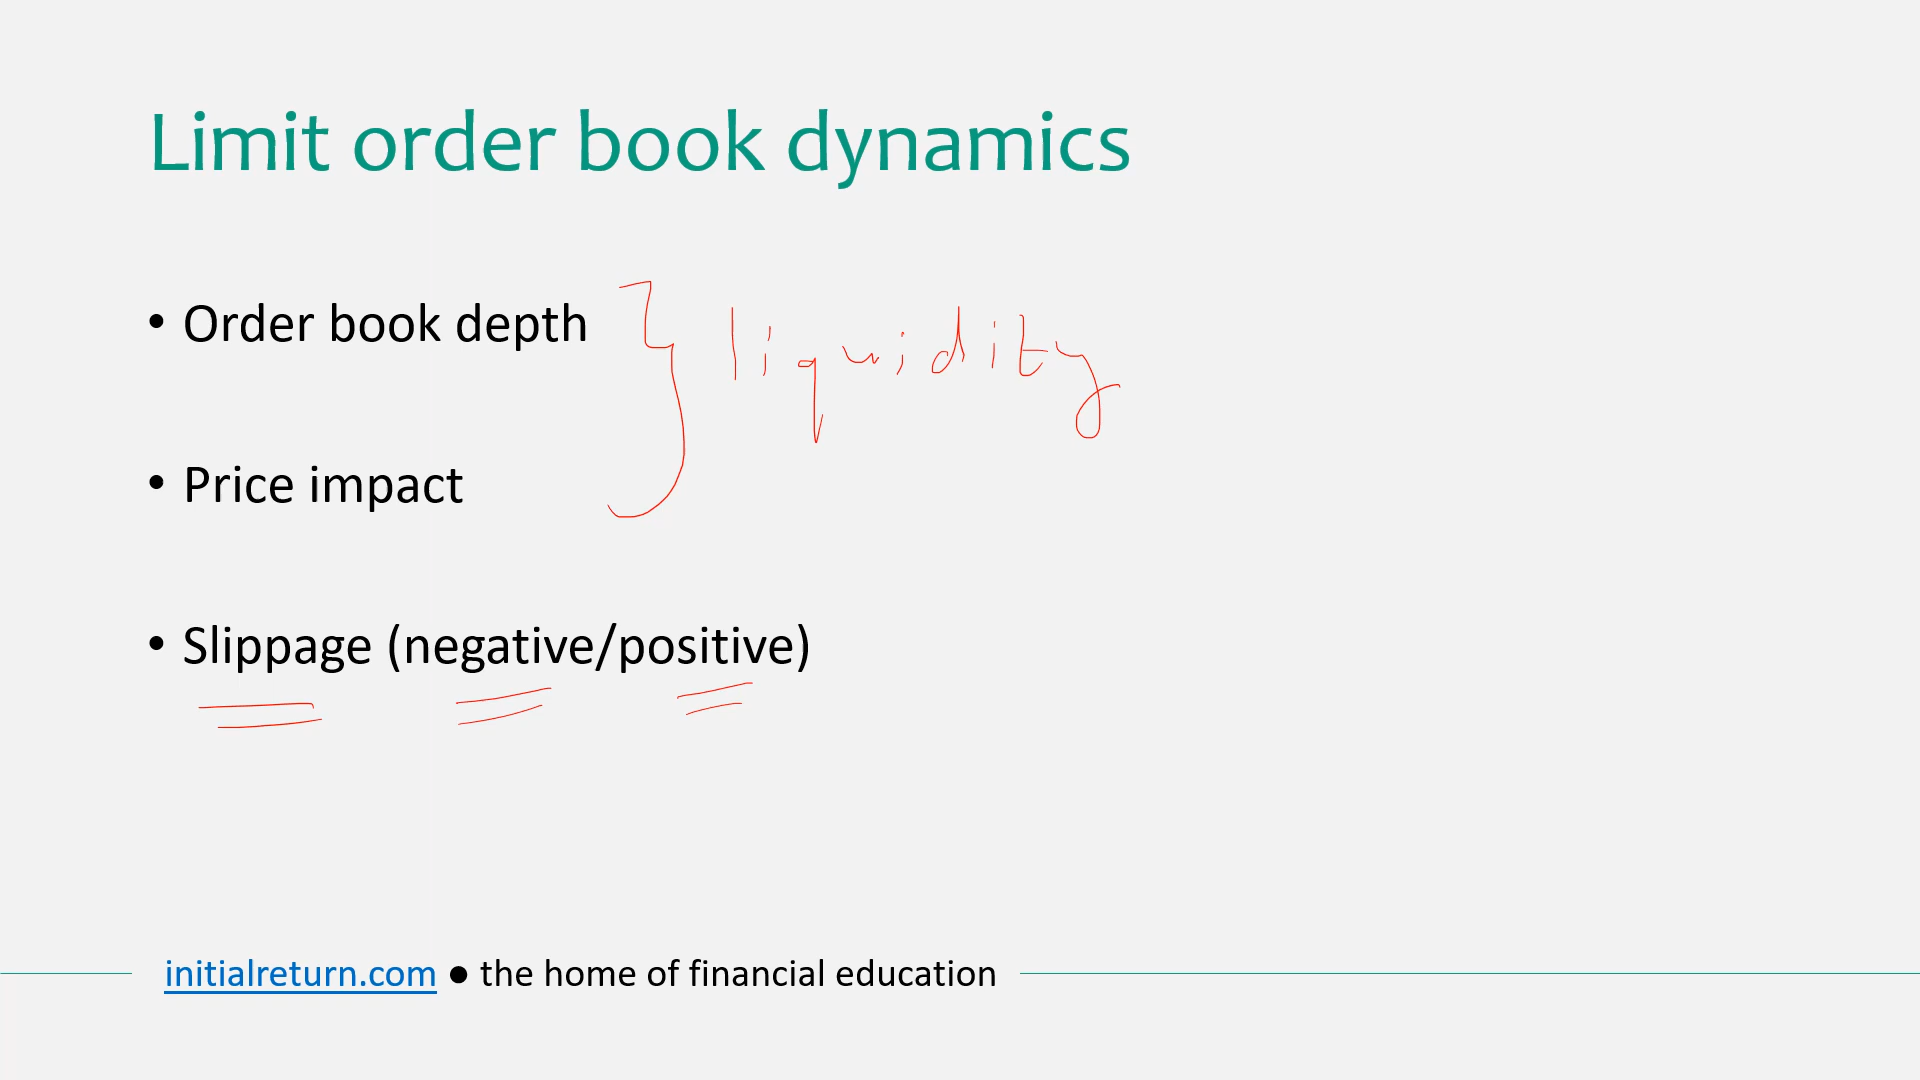 Limit order book dynamics
• Order book depth
liquidity
• Price impact
• Slippage (negative/positive)
initialreturn.com ● the home of financial education